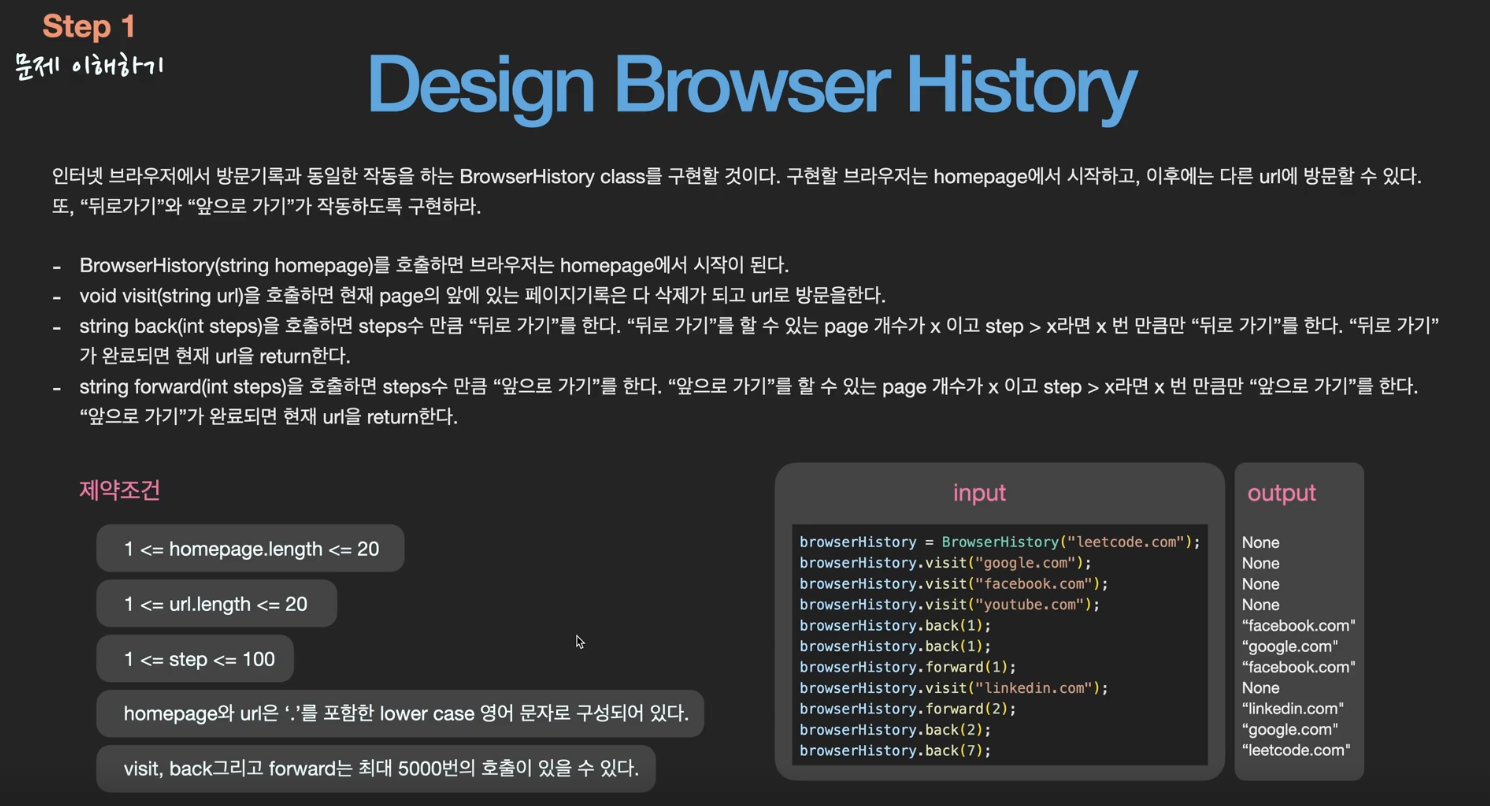 Step 1
문제 이해하기
Design Browser History
인터넷 브라우저에서 방문기록과 동일한 작동을 하는 BrowserHistory class를 구현할 것이다. 구현할 브라우저는 homepage에서 시작하고, 이후에는 다른 url에 방문할 수 있다.
또, “뒤로가기”와 “앞으로 가기”가 작동하도록 구현하라.
- BrowserHistory(string homepage)를 호출하면 브라우저는 homepage에서 시작이 된다.
- void visit(string url)을 호출하면 현재 page의 앞에 있는 페이지기록은 다 삭제가 되고 url로 방문을한다.
- string back(int steps)을 호출하면 steps수 만큼 “뒤로 가기”를 한다. “뒤로 가기”를 할 수 있는 page 개수가 x 이고 step > x라면 x 번 만큼만 “뒤로 가기”를 한다. “뒤로 가기”
가 완료되면 현재 url을 return한다.
- string forward(int steps)을 호출하면 steps수 만큼 “앞으로 가기”를 한다. “앞으로 가기”를 할 수 있는 page 개수가 x 이고 step > x라면 x 번 만큼만 “앞으로 가기”를 한다.
“앞으로 가기”가 완료되면 현재 url을 return한다.
제약조건
1 <= homepage.length <= 20
1 <= url.length <= 20
1 <= step <= 100
homepage와 url은 ‘.’를 포함한 lower case 영어 문자로 구성되어 있다.
visit, back그리고 forward는 최대 5000번의 호출이 있을 수 있다.
input
browserHistory = BrowserHistory("leetcode.com");
browserHistory.visit("google.com");
browserHistory.visit("facebook.com");
browserHistory.visit("youtube.com");
browserHistory.back(1);
browserHistory.back(1);
browserHistory.forward(1);
browserHistory.visit("linkedin.com");
browserHistory.forward(2);
browserHistory.back(2);
browserHistory.back(7);
output
None
None
None
None
“facebook.com"
“google.com"
“facebook.com"
None
“linkedin.com"
“google.com"
“leetcode.com"